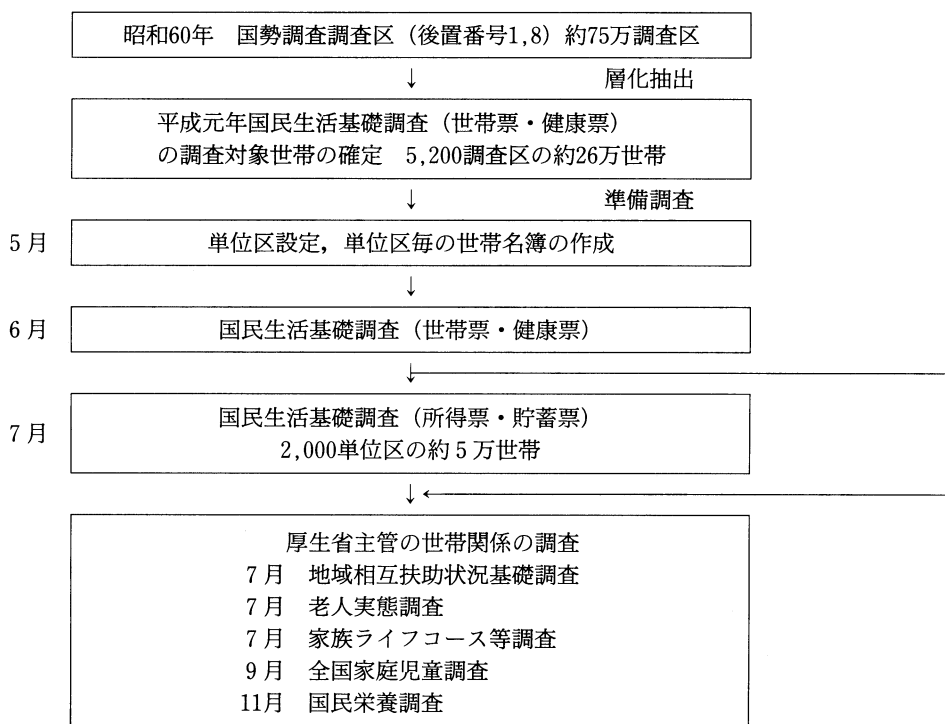 昭和60年 国勢調査調査区（後置番号1,8）約75万調査区
↓ 層化抽出
平成元年国民生活基礎調査（世帯票・健康票）
の調査対象世帯の確定 5,200調査区の約26万世帯
↓ 準備調査
5月 単位区設定，単位区毎の世帯名簿の作成
↓
6月 国民生活基礎調査（世帯票・健康票）
↓
7月 国民生活基礎調査（所得票・貯蓄票）
2,000単位区の約5万世帯
↓
厚生省主管の世帯関係の調査
7月 地域相互扶助状況基礎調査
7月 老人実態調査
7月 家族ライフコース等調査
9月 全国家庭児童調査
11月 国民栄養調査